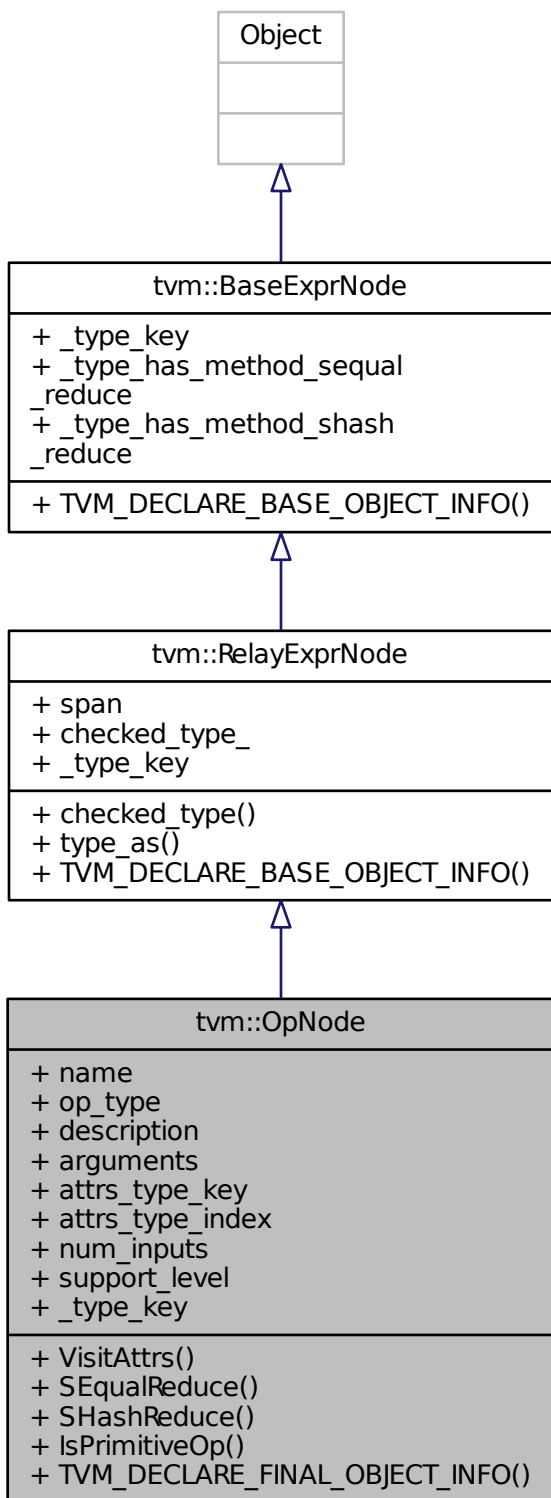 Object
tvm::BaseExprNode
+ _type_key
+ _type_has_method_sequal
_reduce
+ _type_has_method_shash
_reduce
+ TVM_DECLARE_BASE_OBJECT_INFO()
tvm::RelayExprNode
+ span
+ checked_type_
+ _type_key
+ checked_type()
+ type_as()
+ TVM_DECLARE_BASE_OBJECT_INFO()
tvm::OpNode
+ name
+ op_type
+ description
+ arguments
+ attrs_type_key
+ attrs_type_index
+ num_inputs
+ support_level
+ _type_key
+ VisitAttrs()
+ SEqualReduce()
+ SHashReduce()
+ IsPrimitiveOp()
+ TVM_DECLARE_FINAL_OBJECT_INFO()